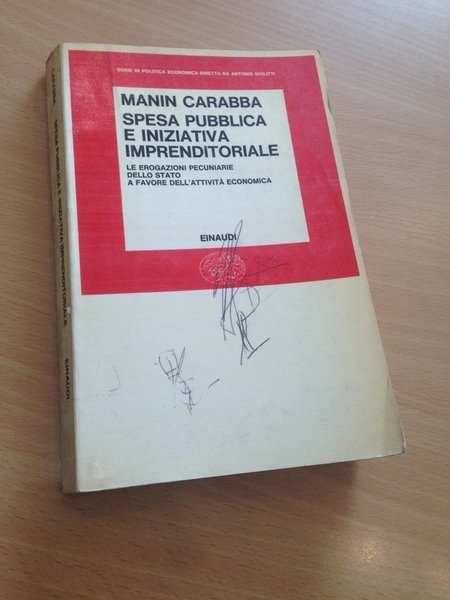 SERIE DI POLITICA ECONOMICA DIRETTA DA ANTONIO GIOLITTI
MANIN CARABBA
SPESA PUBBLICA
E INIZIATIVA
IMPRENDITORIALE
LE EROGAZIONI PECUNIARIE
DELLO STATO
A FAVORE DELL'ATTIVITÀ ECONOMICA
EINAUDI
CARABBA SPESA PUBBLICA E INIZIATIVA IMPRENDITORIALE EINAUDI